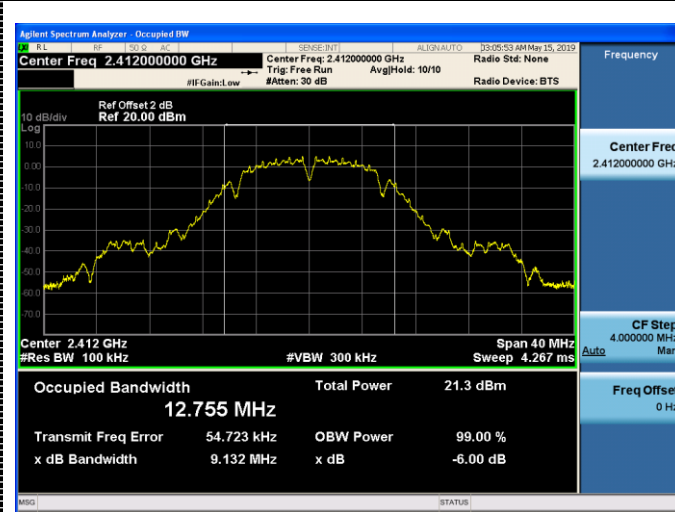 Agilent Spectrum Analyzer - Occupied BW
RL RF 50 Ω AC SENSE:INT ALIGNAUTO 03:05:53 AM May 15, 2019
Center Freq 2.412000000 GHz
Center Freq: 2.412000000 GHz
Radio Std: None
Trig: Free Run Avg|Hold: 10/10
#IFGain:Low
#Atten: 30 dB
Radio Device: BTS
Ref Offset 2 dB
10 dB/div Ref 20.00 dBm
Log
10.0
0.00
-10.0
-20.0
-30.0
-40.0
-50.0
-60.0
-70.0
Center 2.412 GHz
Span 40 MHz
#Res BW 100 kHz
#VBW 300 kHz
Sweep 4.267 ms
Occupied Bandwidth
Total Power 21.3 dBm
12.755 MHz
Transmit Freq Error 54.723 kHz
OBW Power 99.00 %
x dB Bandwidth 9.132 MHz
x dB -6.00 dB
MSG
STATUS
Frequency
Center Freq
2.412000000 GHz
CF Step
4.000000 MHz
Auto Man
Freq Offset
0 Hz